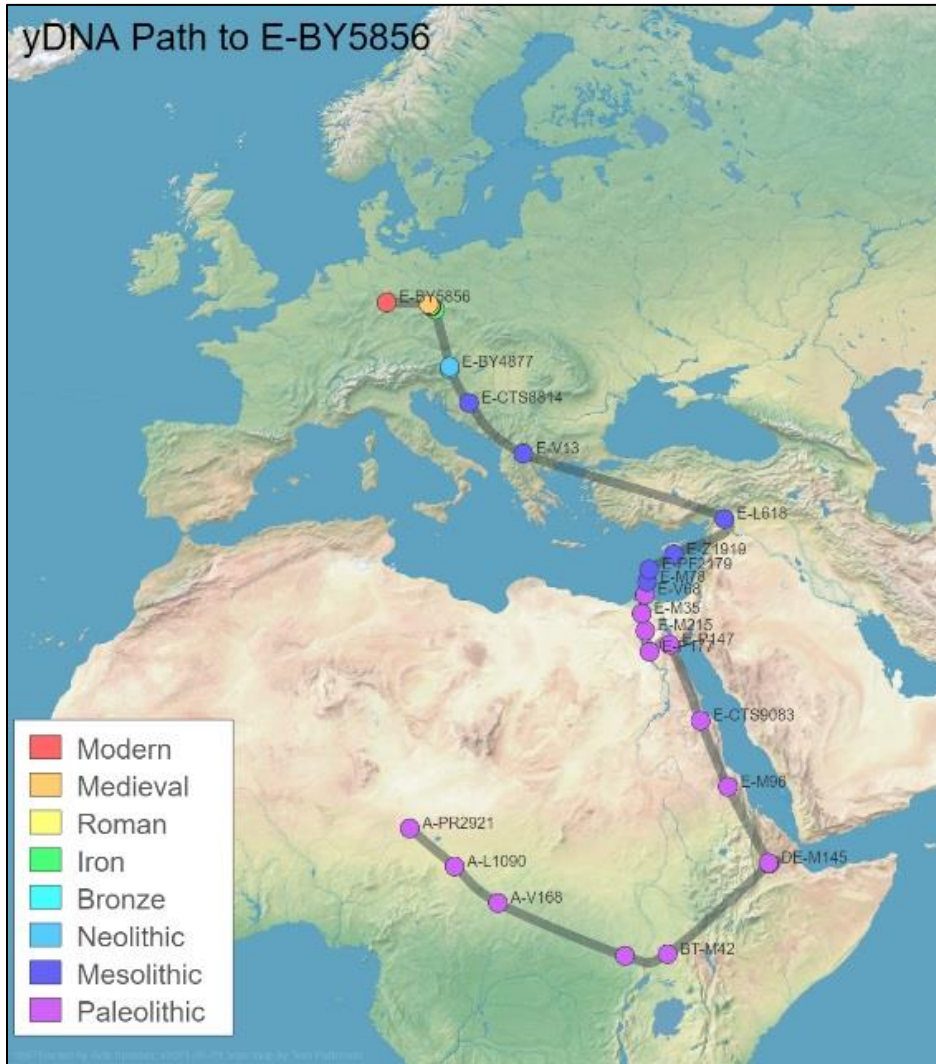 yDNA Path to E-BY5856
E-BY5856
E-BY4877
E-CTS8814
E-V13
E-L618
E-Z1919
E-PF2179
E-M78
E-V68
E-M35
E-M215
E-P147
E-P177
E-CTS9083
E-M96
DE-M145
A-PR2921
A-L1090
A-V168
BT-M42
Modern
Medieval
Roman
Iron
Bronze
Neolithic
Mesolithic
Paleolithic